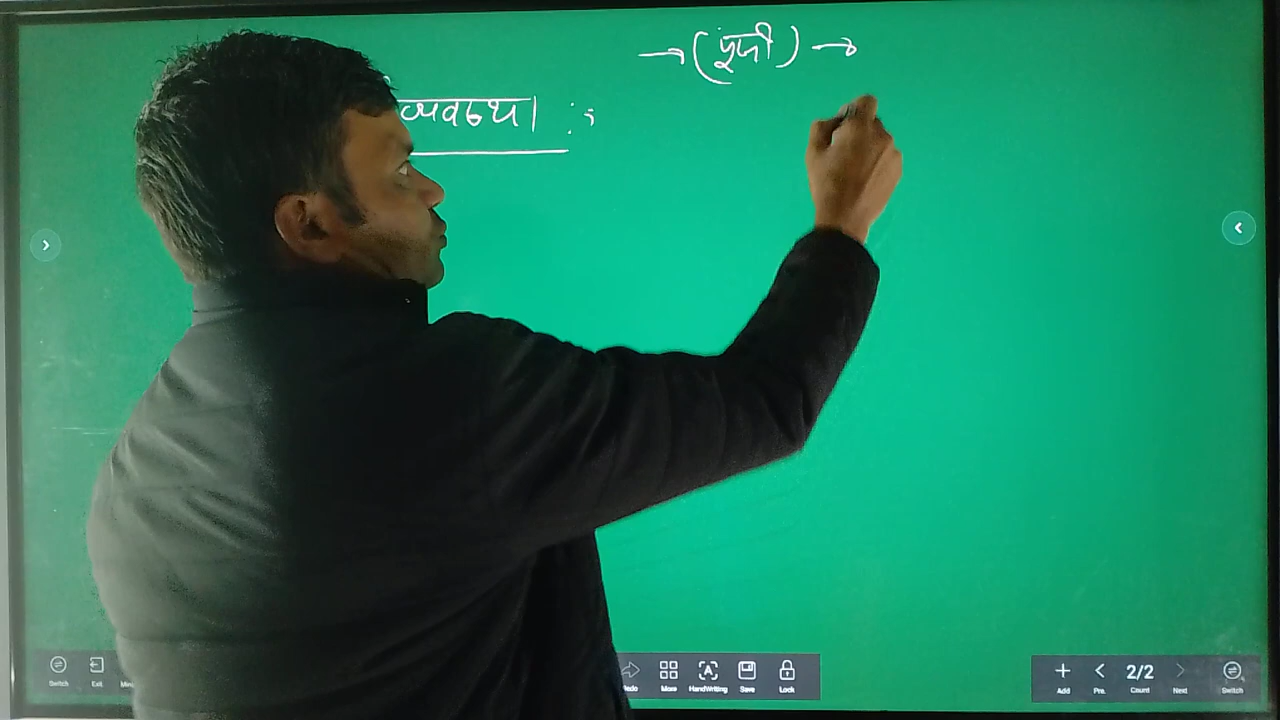 → (पूंजी) →
व्यवस्था :-
Switch Exit Redo More HandWriting Save Lock + Add < Pre. 2/2 Count > Next Switch